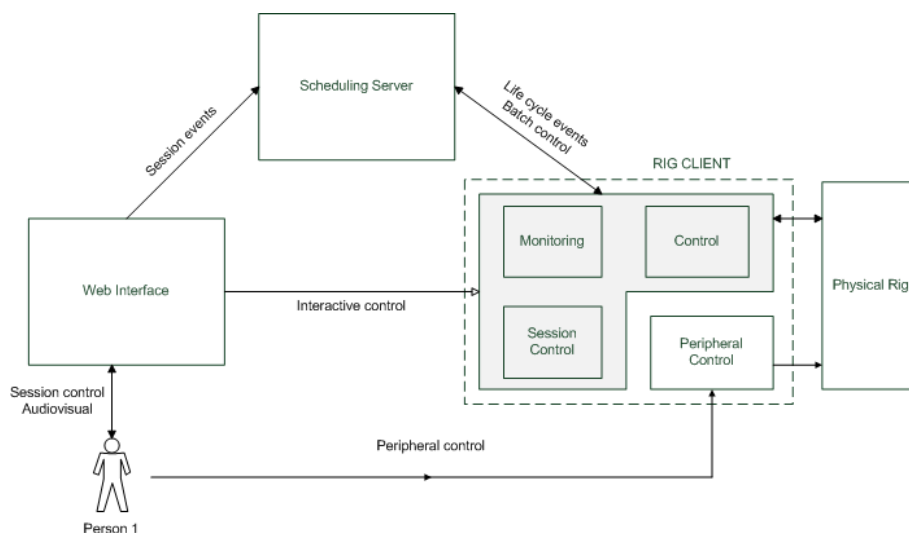 Scheduling Server
Session events
Life cycle events
Batch control
RIG CLIENT
Monitoring
Control
Web Interface
Interactive control
Physical Rig
Session
Control
Peripheral
Control
Session control
Audiovisual
Peripheral control
Person 1